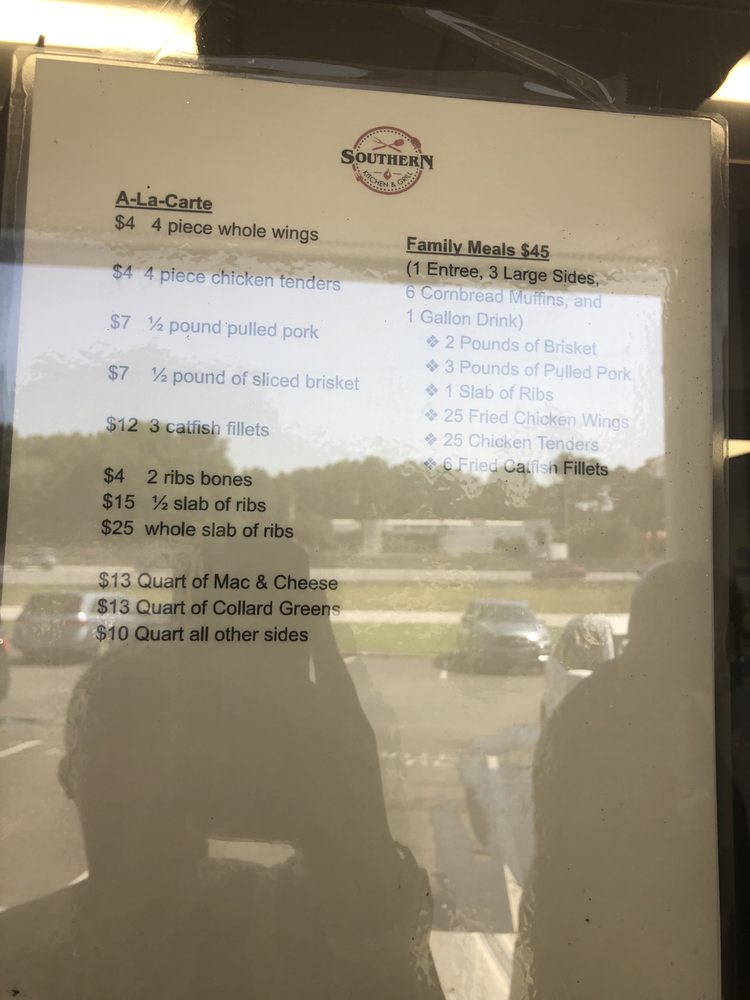 SOUTHERN
KITCHEN & GRILL
A-La-Carte
$4 4 piece whole wings
$4 4 piece chicken tenders
$7 ½ pound pulled pork
$7 ½ pound of sliced brisket
$12 3 catfish fillets
$4 2 ribs bones
$15 ½ slab of ribs
$25 whole slab of ribs
$13 Quart of Mac & Cheese
$13 Quart of Collard Greens
$10 Quart all other sides
Family Meals $45
(1 Entree, 3 Large Sides,
6 Cornbread Muffins, and
1 Gallon Drink)
❖ 2 Pounds of Brisket
❖ 3 Pounds of Pulled Pork
❖ 1 Slab of Ribs
❖ 25 Fried Chicken Wings
❖ 25 Chicken Tenders
❖ 6 Fried Catfish Fillets